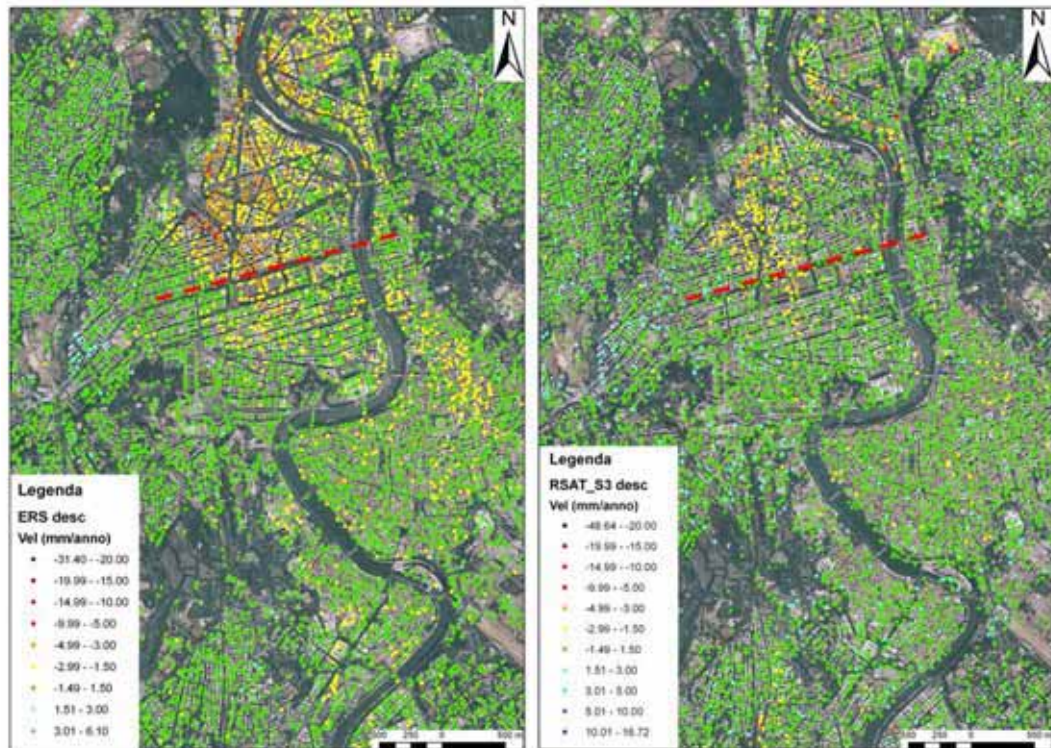 N
Legenda
ERS desc
Vel (mm/anno)
-31.40 - -20.00
-19.99 - -15.00
-14.99 - -10.00
-9.99 - -5.00
-4.99 - -3.00
-2.99 - -1.50
-1.49 - 1.50
1.51 - 3.00
3.01 - 6.10
0
500 m
N
Legenda
RSAT_S3 desc
Vel (mm/anno)
-48.64 - -20.00
-19.99 - -15.00
-14.99 - -10.00
-9.99 - -5.00
-4.99 - -3.00
-2.99 - -1.50
-1.49 - 1.50
1.51 - 3.00
3.01 - 5.00
5.01 - 10.00
10.01 - 16.72
0
500 m